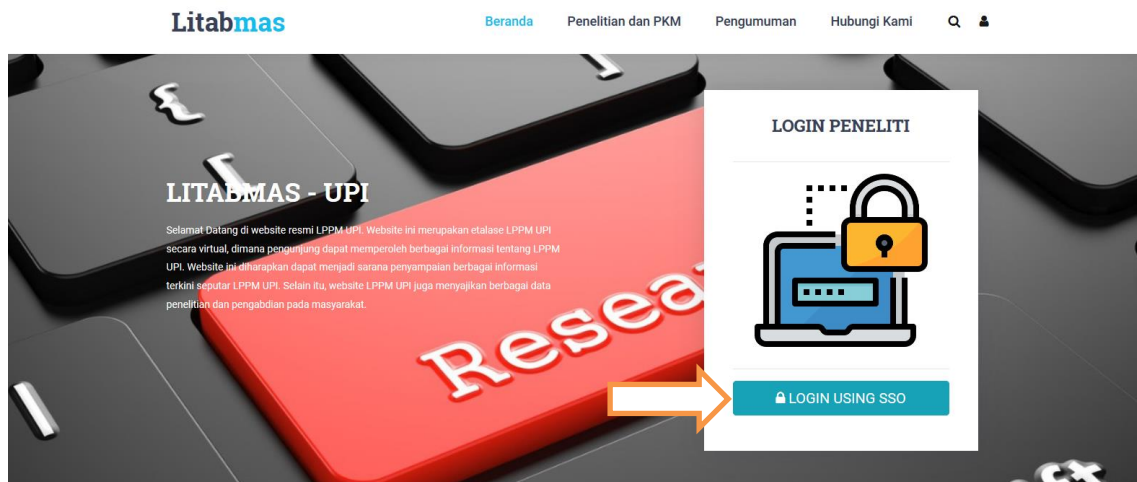 Litabmas
Beranda Penelitian dan PKM Pengumuman Hubungi Kami
LOGIN PENELITI
LITABMAS - UPI
Selamat Datang di website resmi LPPM UPI. Website ini merupakan etalase LPPM UPI
secara virtual, dimana pengunjung dapat memperoleh berbagai informasi tentang LPPM
UPI. Website ini diharapkan dapat menjadi sarana penyampaian berbagai informasi
terkini seputar LPPM UPI. Selain itu, website LPPM UPI juga menyajikan berbagai data
penelitian dan pengabdian pada masyarakat.
Resea
LOGIN USING SSO